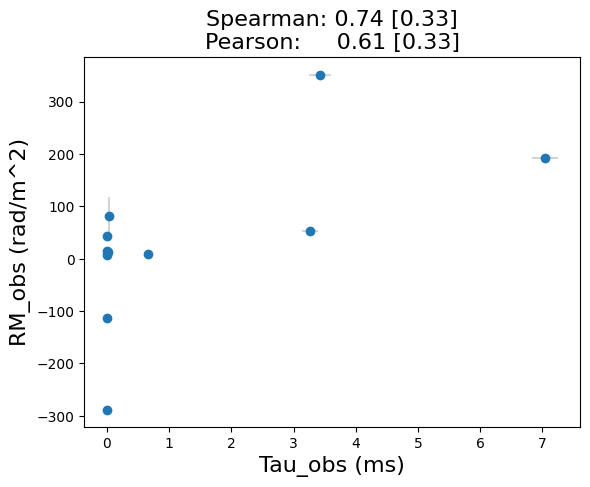 Spearman: 0.74 [0.33]
Pearson: 0.61 [0.33]
RM_obs (rad/m^2)
300
200
100
0
−100
−200
−300
0 1 2 3 4 5 6 7
Tau_obs (ms)